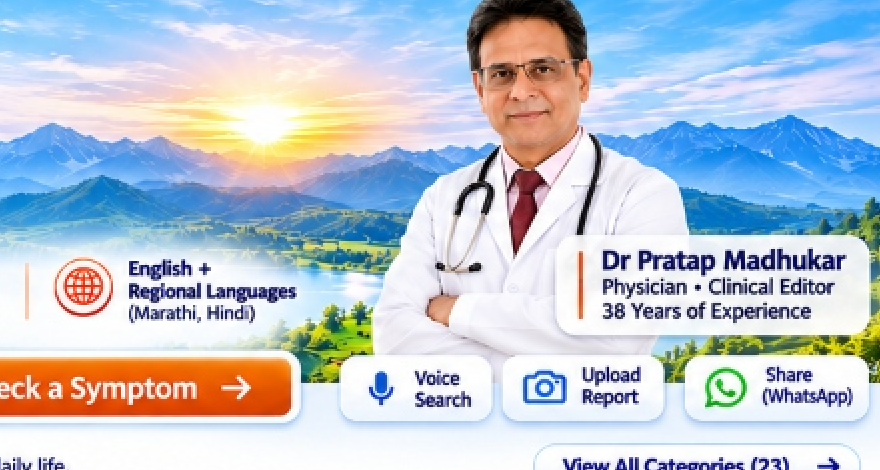 English +
Regional Languages
(Marathi, Hindi)
Dr Pratap Madhukar
Physician • Clinical Editor
38 Years of Experience
eck a Symptom →
Voice
Search
Upload
Report
Share
(WhatsApp)
daily life
View All Categories (23) →